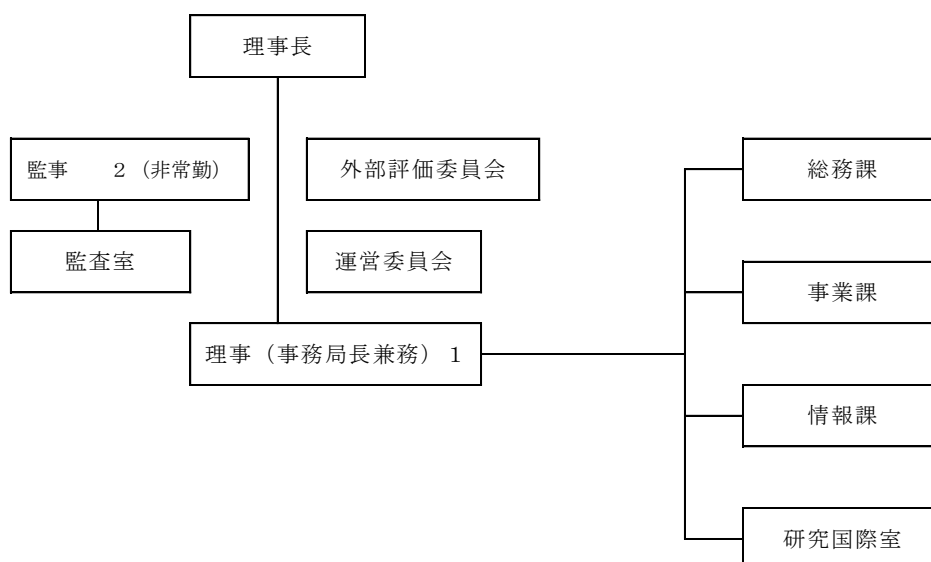 理事長
監事　　２（非常勤）
外部評価委員会
総務課
監査室
運営委員会
事業課
理事（事務局長兼務）１
情報課
研究国際室